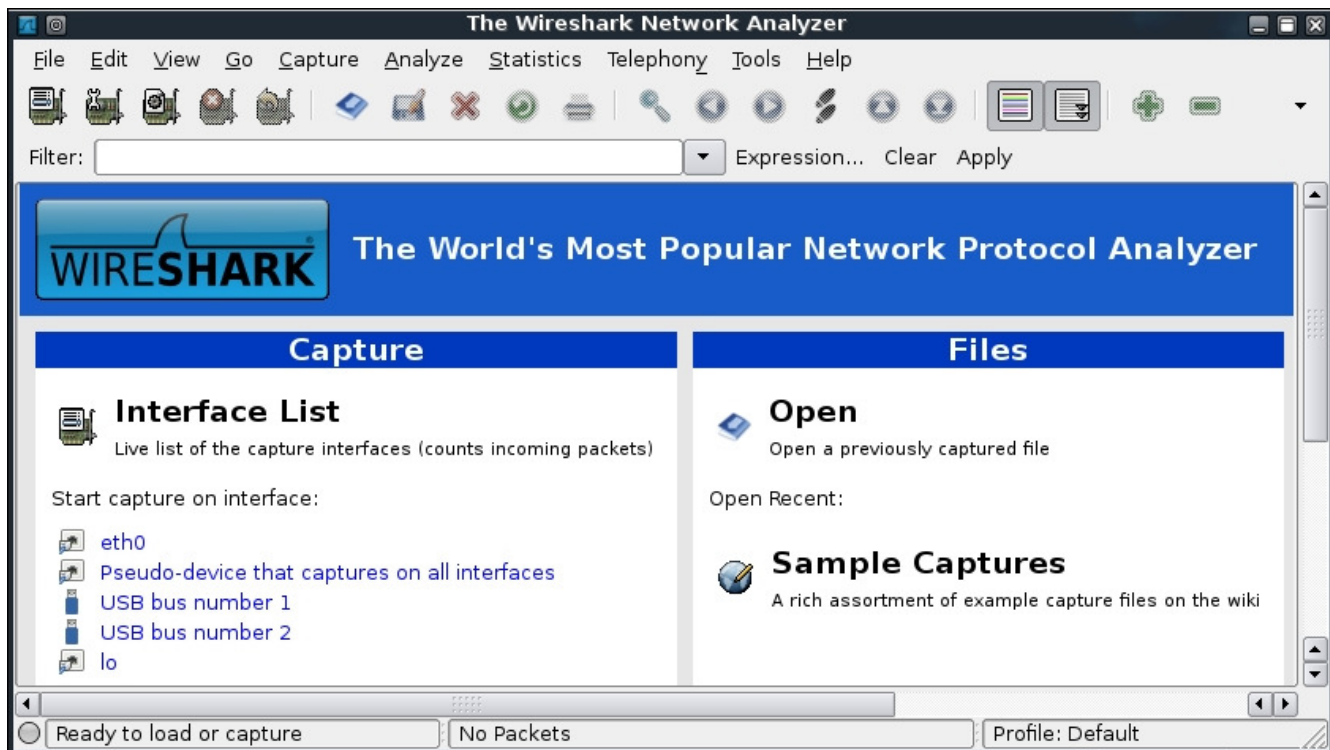 The Wireshark Network Analyzer
File Edit View Go Capture Analyze Statistics Telephony Tools Help
Filter: Expression... Clear Apply
WIRESHARK®
The World's Most Popular Network Protocol Analyzer
Capture
Interface List
Live list of the capture interfaces (counts incoming packets)
Start capture on interface:
eth0
Pseudo-device that captures on all interfaces
USB bus number 1
USB bus number 2
lo
Files
Open
Open a previously captured file
Open Recent:
Sample Captures
A rich assortment of example capture files on the wiki
Ready to load or capture
No Packets
Profile: Default